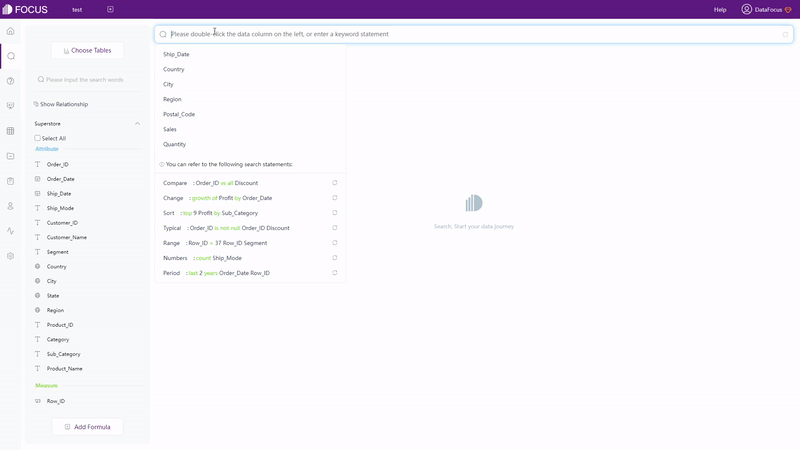 FOCUS
test
Help
DataFocus
Choose Tables
Please input the search words
Show Relationship
Superstore
Select All
Attribute
Order_ID
Order_Date
Ship_Date
Ship_Mode
Customer_ID
Customer_Name
Segment
Country
City
State
Region
Product_ID
Category
Sub_Category
Product_Name
Measure
Row_ID
Add Formula
Please double-click the data column on the left, or enter a keyword statement
Ship_Date
Country
City
Region
Postal_Code
Sales
Quantity
You can refer to the following search statements:
Compare : Order_ID vs all Discount
Change : growth of Profit by Order_Date
Sort : top 9 Profit by Sub_Category
Typical : Order_ID is not null Order_ID Discount
Range : Row_ID = 37 Row_ID Segment
Numbers : count Ship_Mode
Period : last 2 years Order_Date Row_ID
Search, Start your data journey